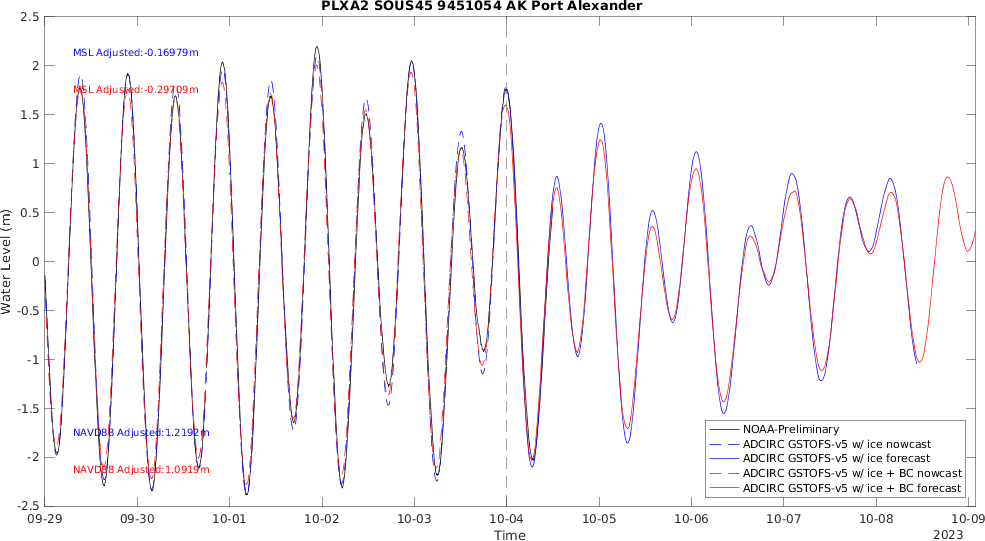 PLXA2 SOUS45 9451054 AK Port Alexander
2.5
2
1.5
1
0.5
0
-0.5
-1
-1.5
-2
-2.5
Water Level (m)
MSL Adjusted:-0.16979m
MSL Adjusted:-0.29709m
NAVD88 Adjusted:1.2192m
NAVD88 Adjusted:1.0919m
NOAA-Preliminary
ADCIRC GSTOFS-v5 w/ ice nowcast
ADCIRC GSTOFS-v5 w/ ice forecast
ADCIRC GSTOFS-v5 w/ ice + BC nowcast
ADCIRC GSTOFS-v5 w/ ice + BC forecast
09-29 09-30 10-01 10-02 10-03 10-04 10-05 10-06 10-07 10-08 10-09
Time
2023